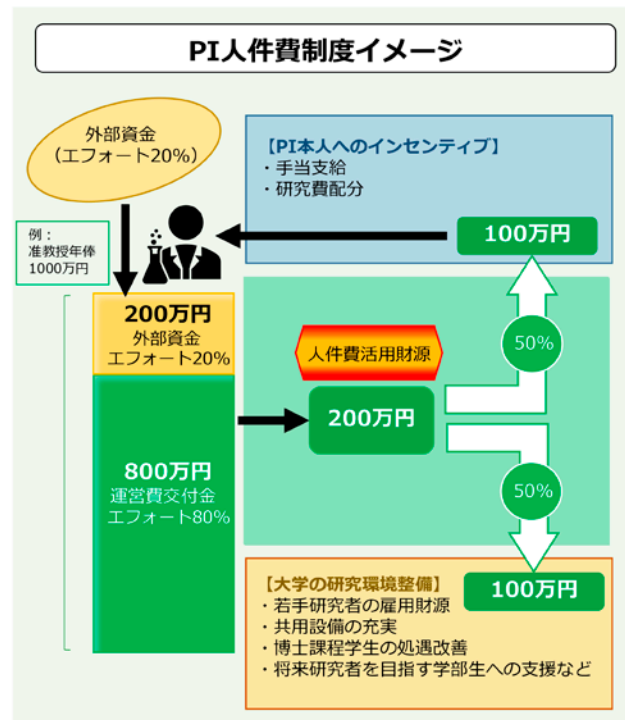 PI人件費制度イメージ
外部資金
(エフォート20%)
【PI本人へのインセンティブ】
・手当支給
・研究費配分
100万円
例:
准教授年俸
1000万円
200万円
外部資金
エフォート20%
人件費活用財源
200万円
50%
800万円
運営費交付金
エフォート80%
50%
【大学の研究環境整備】
100万円
・若手研究者の雇用財源
・共用設備の充実
・博士課程学生の処遇改善
・将来研究者を目指す学部生への支援など